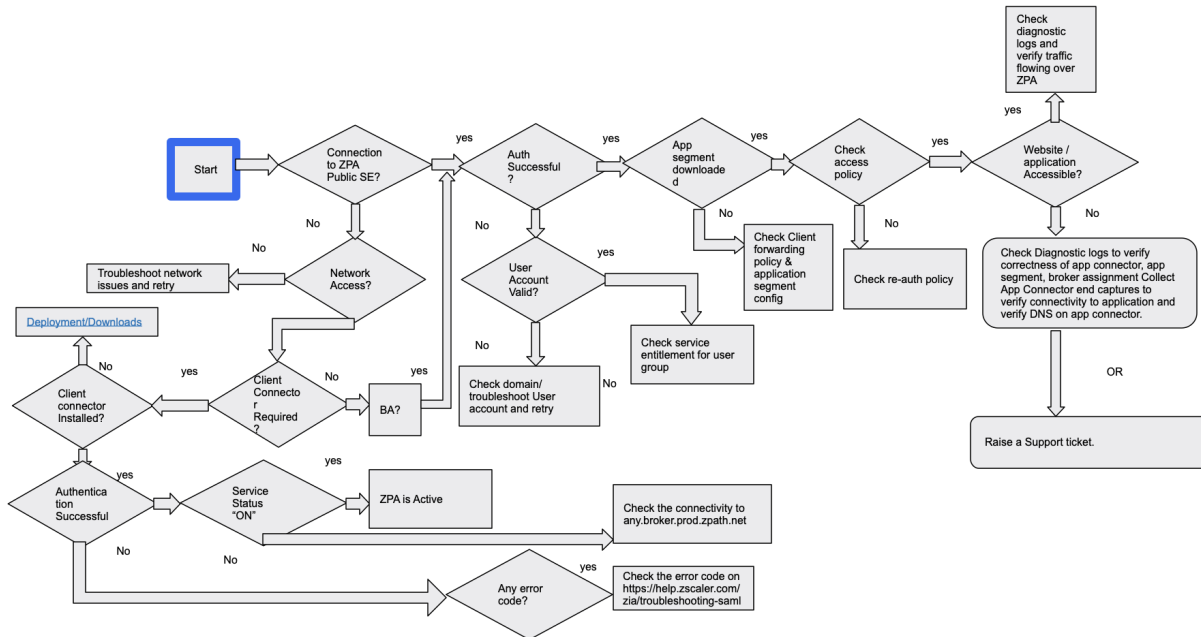 Check
diagnostic
logs and
verify traffic
flowing over
ZPA
yes
Start
Connection
to ZPA
Public SE?
yes
Auth
Successful
?
yes
App
segment
downloade
d
yes
Check
access
policy
yes
Website /
application
Accessible?
No
No
No
No
No
Network
Access?
Troubleshoot network
issues and retry
User
Account
Valid?
yes
Check Client
forwarding
policy &
application
segment
config
Check re-auth policy
Check Diagnostic logs to verify
correctness of app connector, app
segment, broker assignment Collect
App Connector end captures to
verify connectivity to application and
verify DNS on app connector.
Deployment/Downloads
No
yes
Client
connector
Installed?
Client
Connecto
r
Required
?
No
BA?
yes
No
Check domain/
troubleshoot User
account and retry
No
Check service
entitlement for user
group
OR
Raise a Support ticket.
yes
Authentica
tion
Successful
Service
Status
“ON”
yes
ZPA is Active
Check the connectivity to
any.broker.prod.zpath.net
No
No
Any error
code?
yes
Check the error code on
https://help.zscaler.com/
zia/troubleshooting-saml